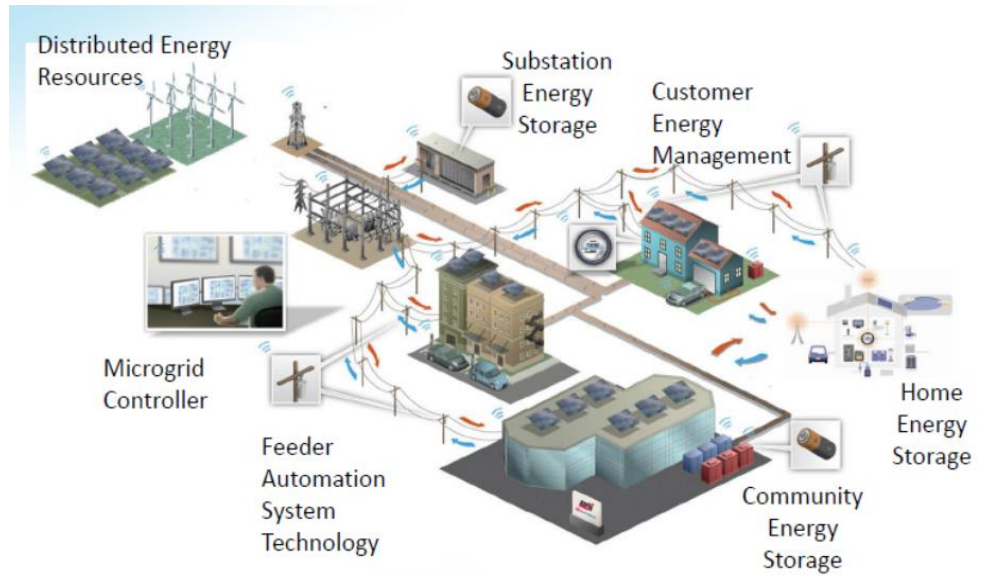 Distributed Energy
Resources
Substation
Energy
Storage
Customer
Energy
Management
Microgrid
Controller
Feeder
Automation
System
Technology
Home
Energy
Storage
Community
Energy
Storage